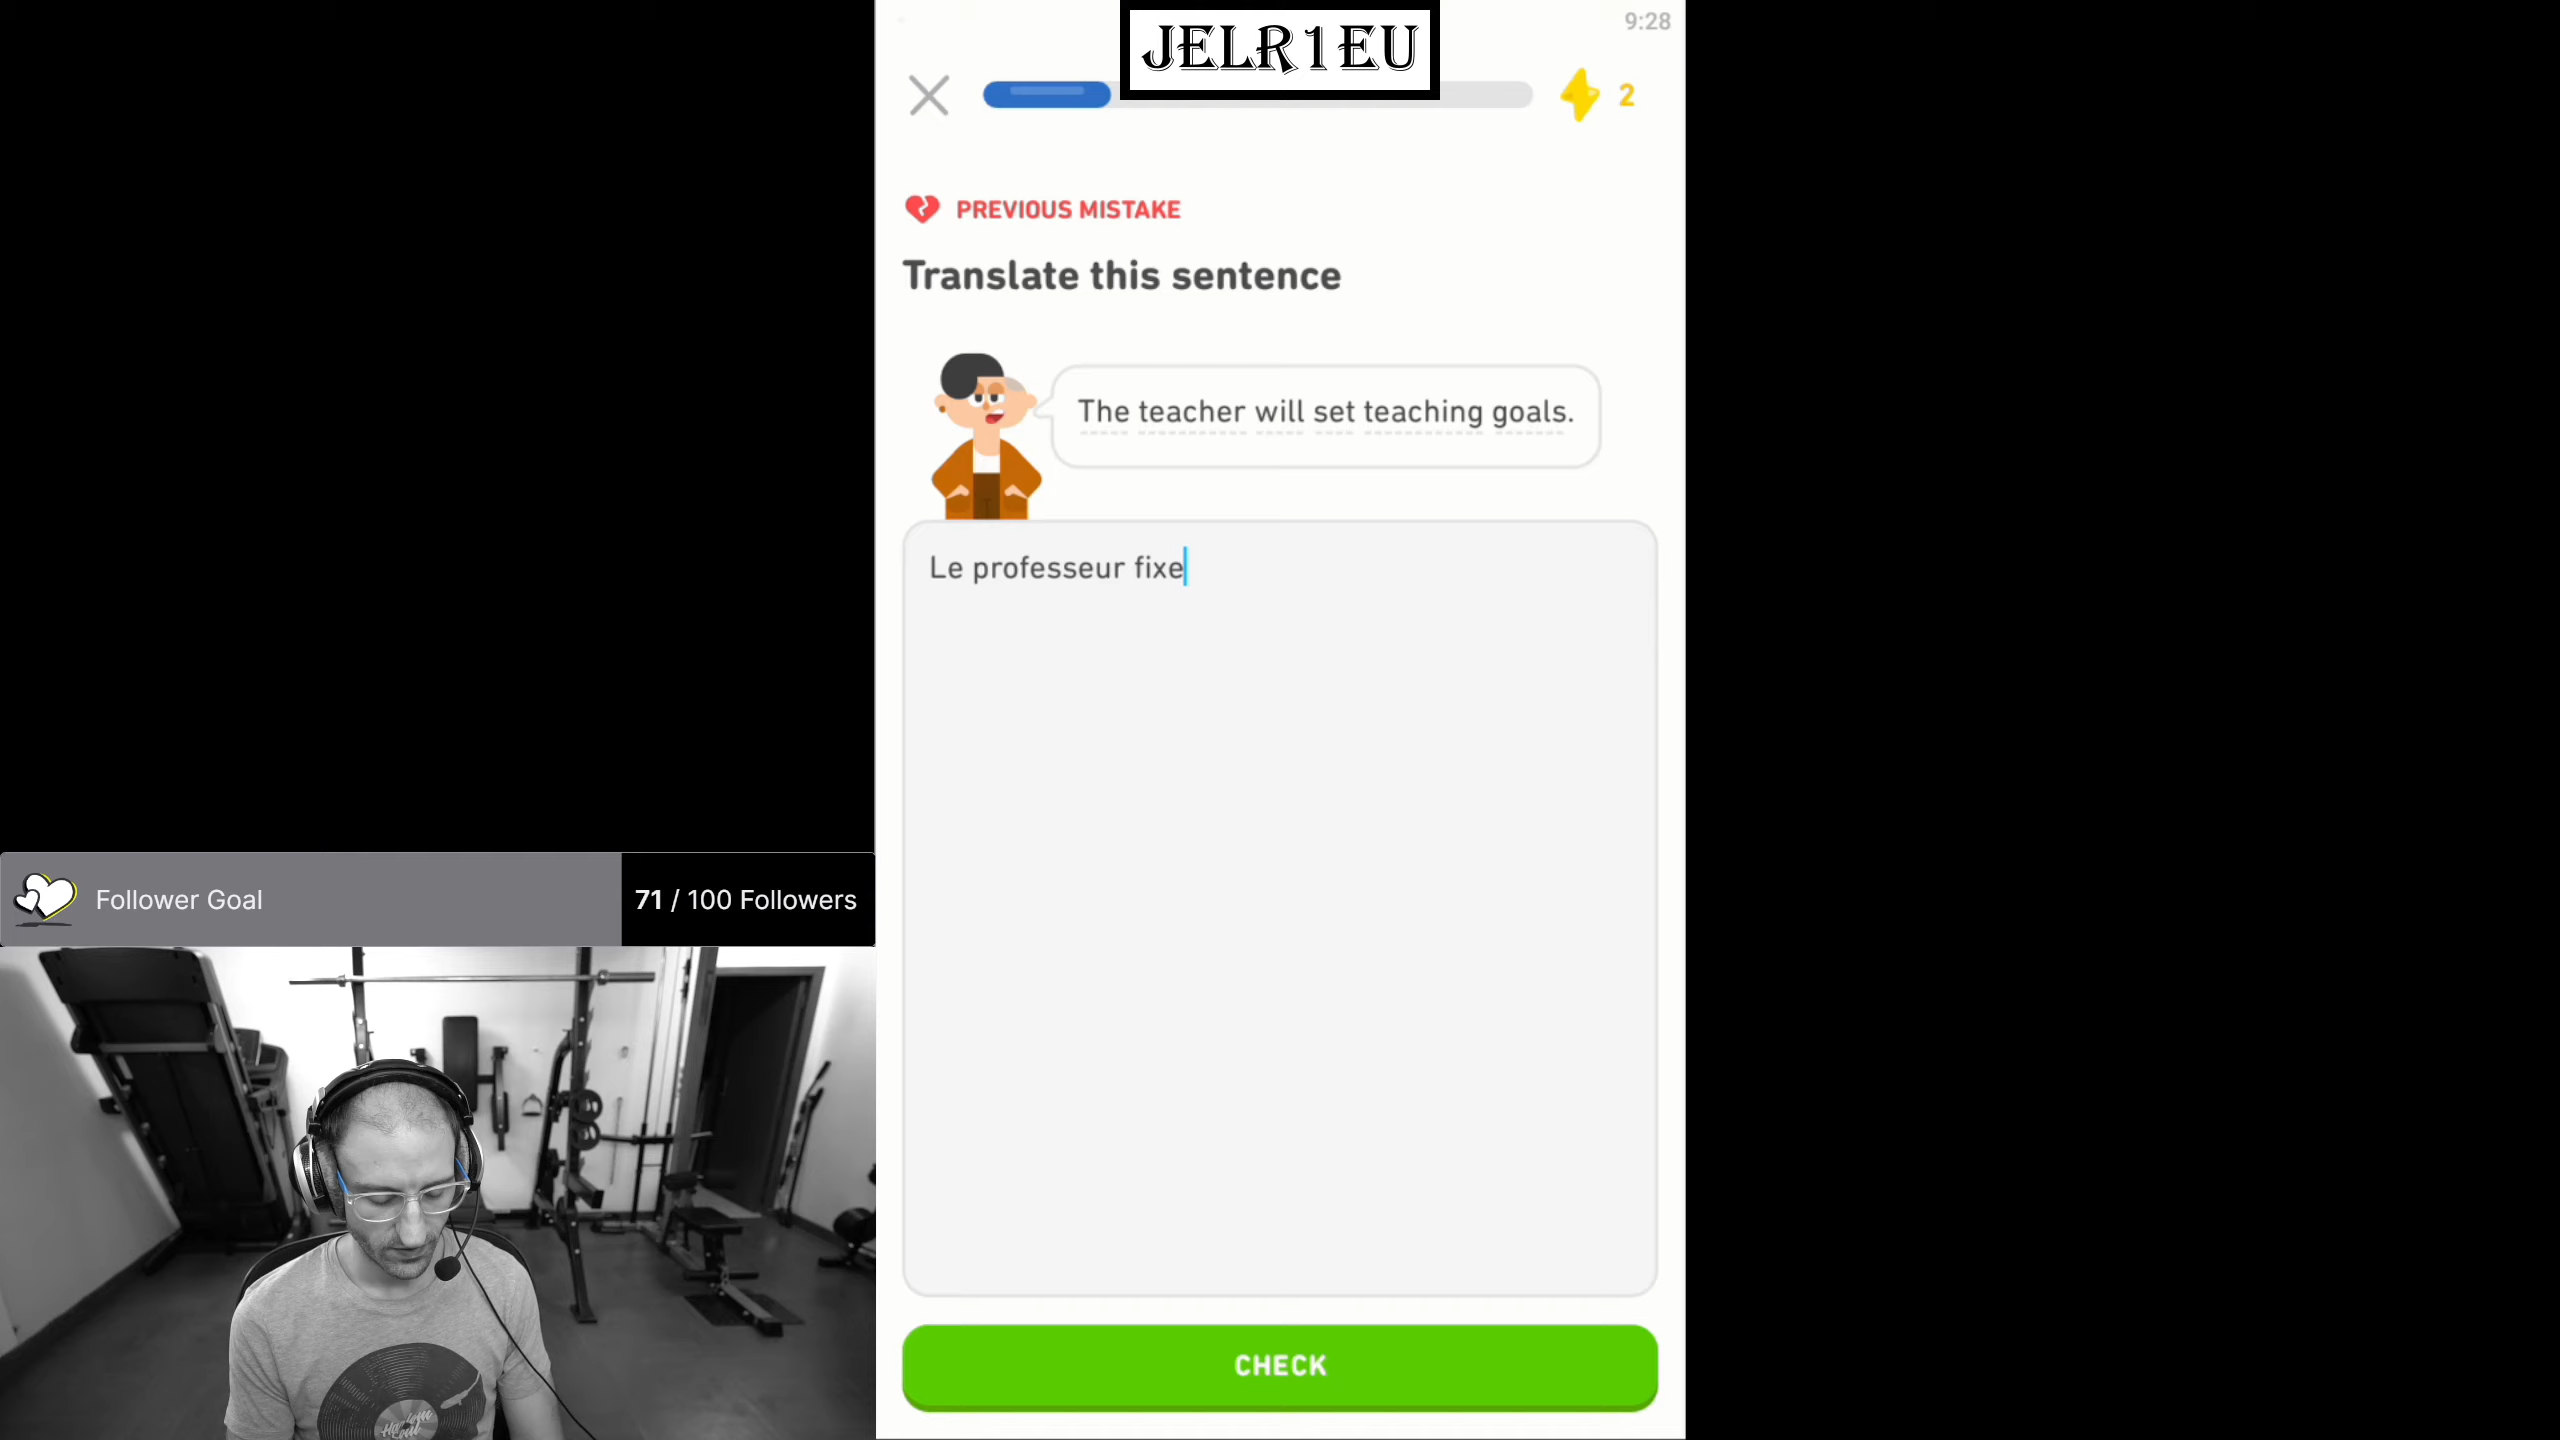 JELR1EU
9:28
2
PREVIOUS MISTAKE
Translate this sentence
The teacher will set teaching goals.
Le professeur fixe
CHECK
Follower Goal
71 / 100 Followers